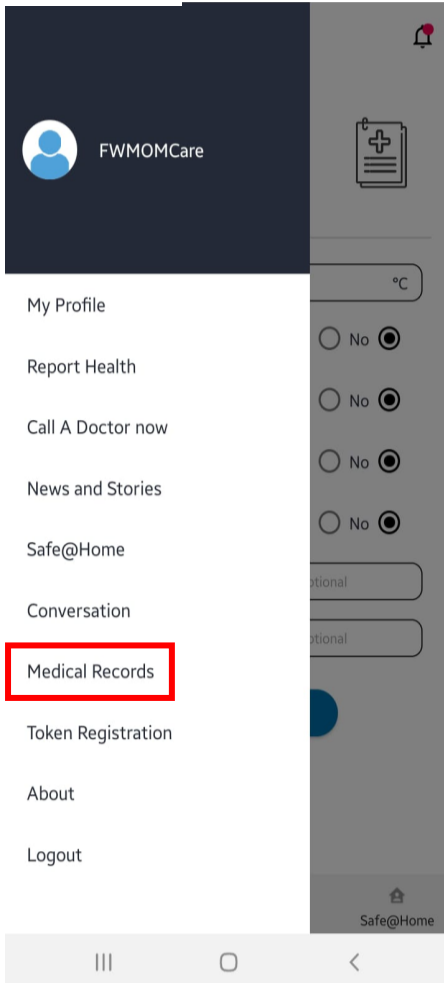 FWMOMCare
°C
My Profile
No
Report Health
No
Call A Doctor now
No
News and Stories
No
Safe@Home
ptional
Conversation
ptional
Medical Records
Token Registration
About
Logout
Safe@Home